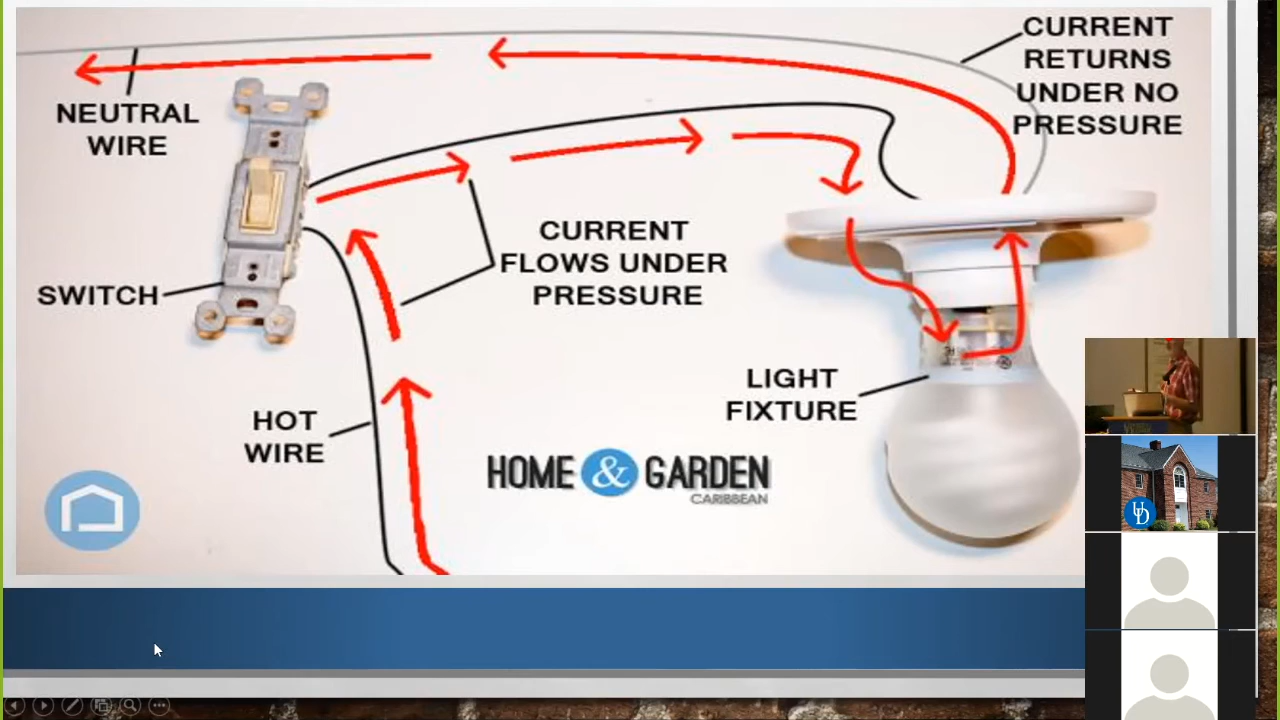 CURRENT
RETURNS
UNDER NO
PRESSURE
NEUTRAL
WIRE
CURRENT
FLOWS UNDER
PRESSURE
SWITCH
LIGHT
FIXTURE
HOT
WIRE
HOME & GARDEN
CARIBBEAN
UD